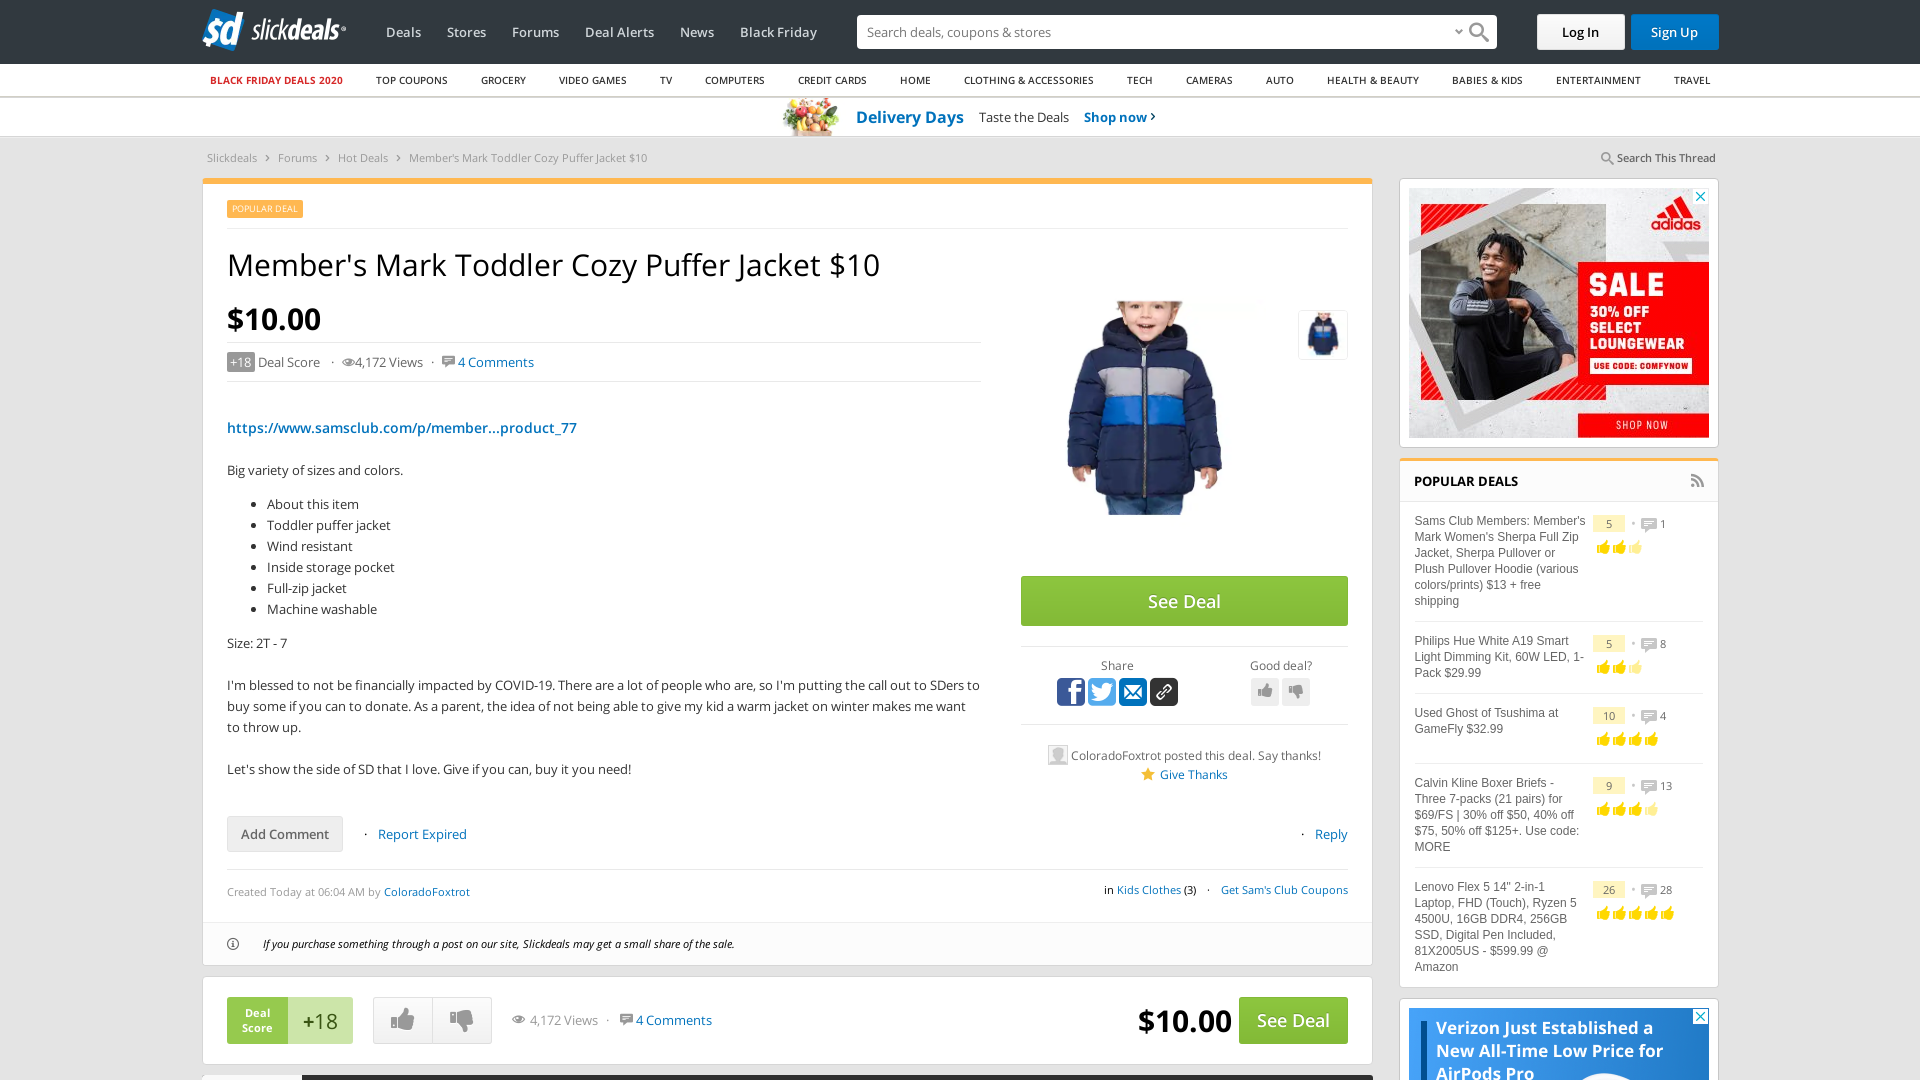 slickdeals
Deals Stores Forums Deal Alerts News Black Friday
Search deals, coupons & stores
Log In
Sign Up
BLACK FRIDAY DEALS 2020 TOP COUPONS GROCERY VIDEO GAMES TV COMPUTERS CREDIT CARDS HOME CLOTHING & ACCESSORIES TECH CAMERAS AUTO HEALTH & BEAUTY BABIES & KIDS ENTERTAINMENT TRAVEL
Delivery Days Taste the Deals Shop now ›
Slickdeals › Forums › Hot Deals › Member's Mark Toddler Cozy Puffer Jacket $10
Search This Thread
POPULAR DEAL
Member's Mark Toddler Cozy Puffer Jacket $10
$10.00
+18 Deal Score · 4,172 Views · 4 Comments
https://www.samsclub.com/p/member...product_77
Big variety of sizes and colors.
• About this item
• Toddler puffer jacket
• Wind resistant
• Inside storage pocket
• Full-zip jacket
• Machine washable
Size: 2T - 7
I'm blessed to not be financially impacted by COVID-19. There are a lot of people who are, so I'm putting the call out to SDers to
buy some if you can to donate. As a parent, the idea of not being able to give my kid a warm jacket on winter makes me want
to throw up.
Let's show the side of SD that I love. Give if you can, buy it you need!
See Deal
Share
Good deal?
ColoradoFoxtrot posted this deal. Say thanks!
Give Thanks
Add Comment · Report Expired
· Reply
Created Today at 06:04 AM by ColoradoFoxtrot
in Kids Clothes (3) · Get Sam's Club Coupons
If you purchase something through a post on our site, Slickdeals may get a small share of the sale.
Deal
Score
+18
4,172 Views · 4 Comments
$10.00
See Deal
adidas
SALE
30% OFF
SELECT
LOUNGEWEAR
USE CODE: COMFYNOW
SHOP NOW
POPULAR DEALS
Sams Club Members: Member's
Mark Women's Sherpa Full Zip
Jacket, Sherpa Pullover or
Plush Pullover Hoodie (various
colors/prints) $13 + free
shipping
5 • 1
Philips Hue White A19 Smart
Light Dimming Kit, 60W LED, 1-
Pack $29.99
5 • 8
Used Ghost of Tsushima at
GameFly $32.99
10 • 4
Calvin Kline Boxer Briefs -
Three 7-packs (21 pairs) for
$69/FS | 30% off $50, 40% off
$75, 50% off $125+. Use code:
MORE
9 • 13
Lenovo Flex 5 14" 2-in-1
Laptop, FHD (Touch), Ryzen 5
4500U, 16GB DDR4, 256GB
SSD, Digital Pen Included,
81X2005US - $599.99 @
Amazon
26 • 28
Verizon Just Established a
New All-Time Low Price for
AirPods Pro